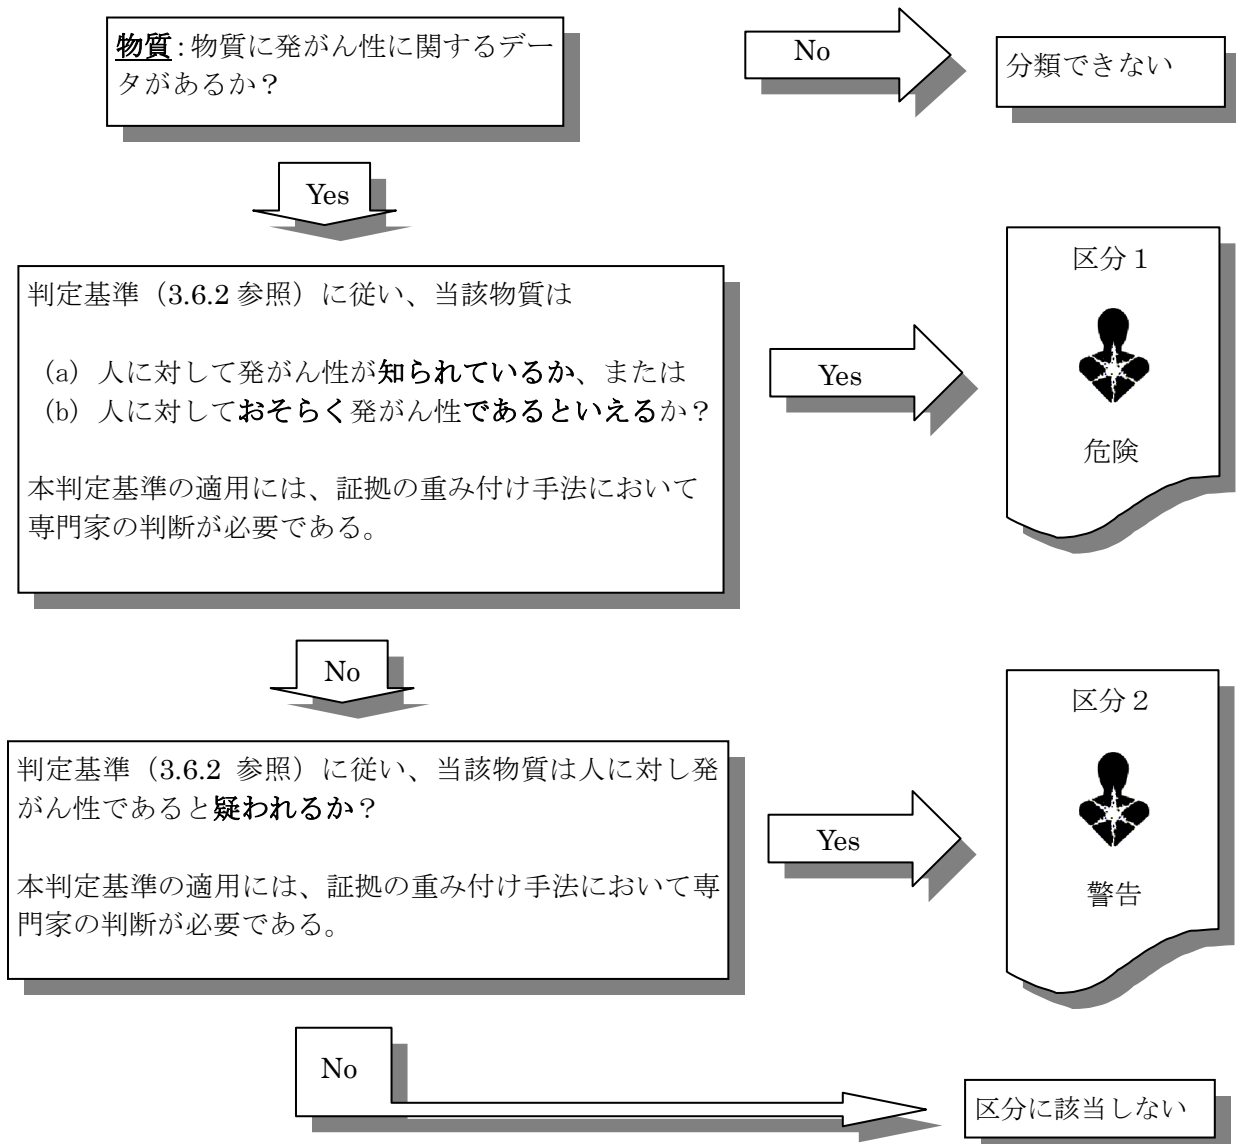 物質：物質に発がん性に関するデー
タがあるか？
No
分類できない
Yes
判定基準（3.6.2 参照）に従い、当該物質は
(a) 人に対して発がん性が知られているか、または
(b) 人に対しておそらく発がん性であるといえるか？
本判定基準の適用には、証拠の重み付け手法において
専門家の判断が必要である。
Yes
区分１
危険
No
判定基準（3.6.2 参照）に従い、当該物質は人に対し発
がん性であると疑われるか？
本判定基準の適用には、証拠の重み付け手法において専
門家の判断が必要である。
Yes
区分２
警告
No
区分に該当しない